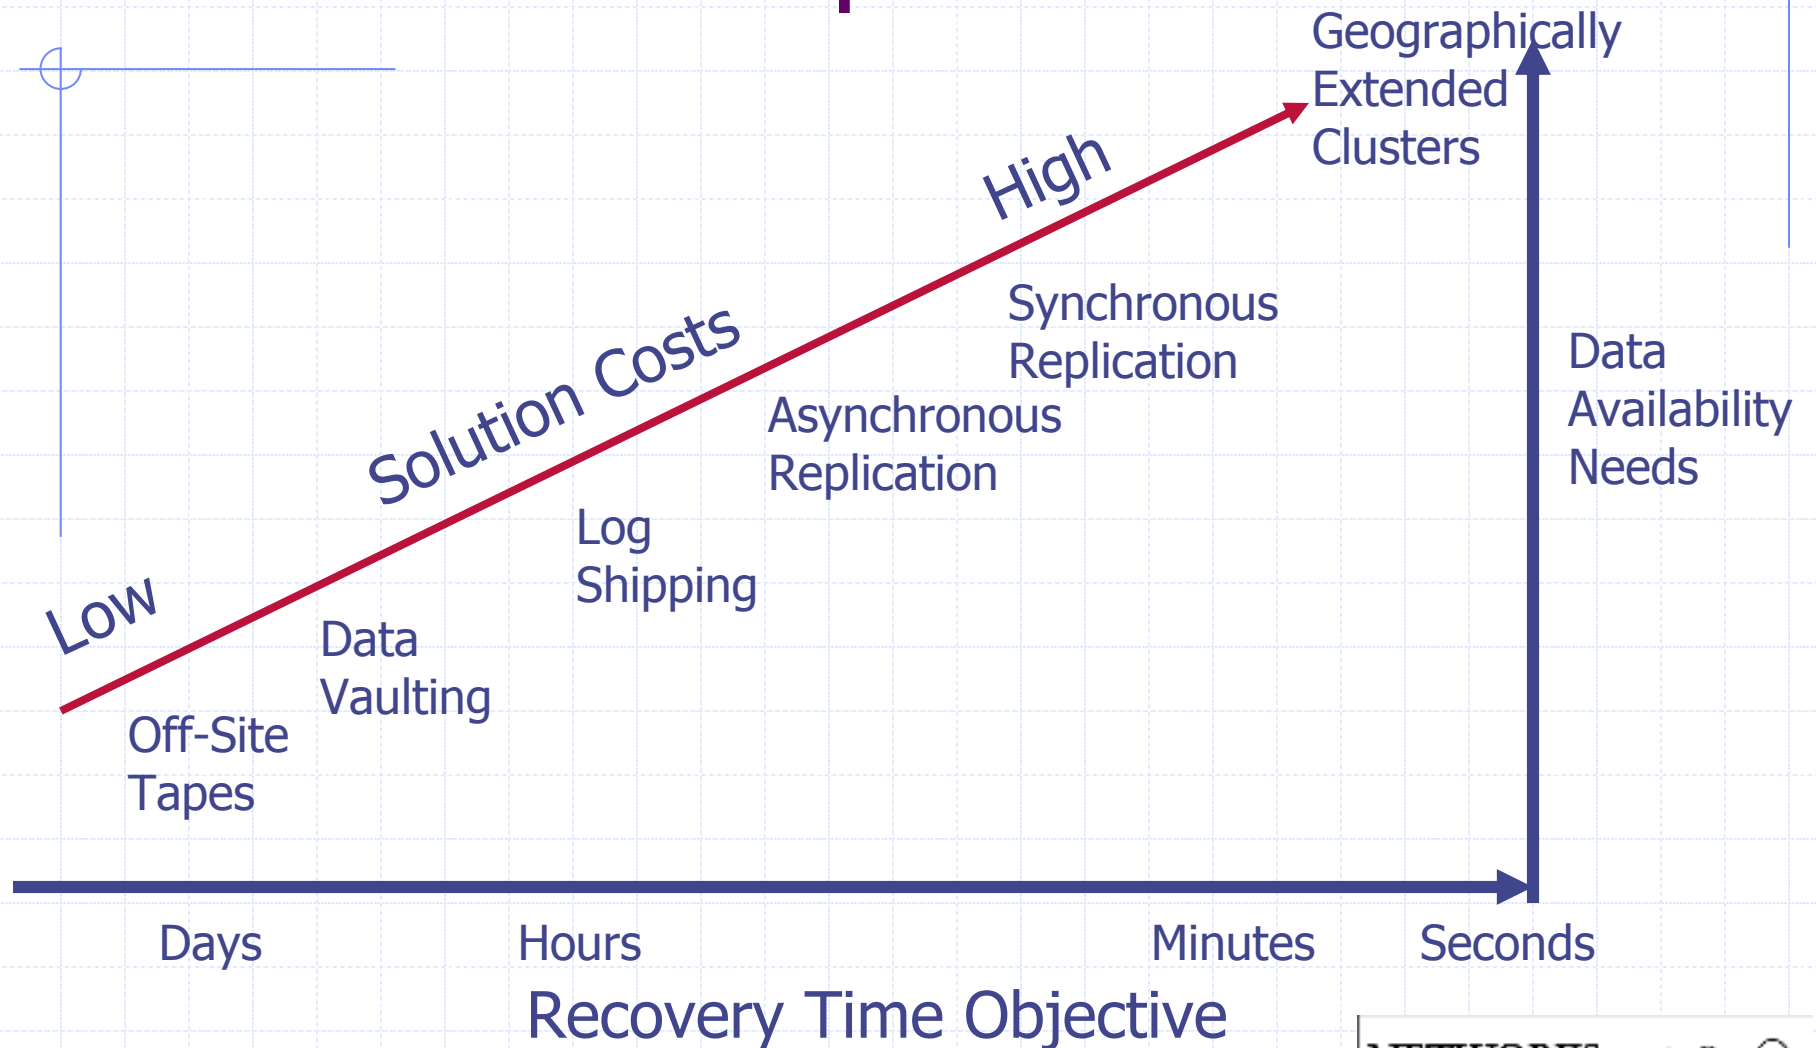 Geographically
Extended
Clusters
High
Synchronous
Replication
Solution Costs
Data
Availability
Needs
Asynchronous
Replication
Log
Shipping
Low
Data
Vaulting
Off-Site
Tapes
Days
Hours
Minutes
Seconds
Recovery Time Objective